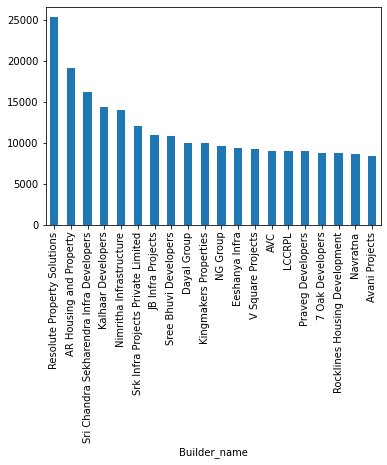 25000
20000
15000
10000
5000
0
Resolute Property Solutions
AR Housing and Property
Sri Chandra Sekharendra Infra Developers
Kalhaar Developers
Nimritha Infrastructure
Srk Infra Projects Private Limited
JB Infra Projects
Sree Bhuvi Developers
Dayal Group
Kingmakers Properties
NG Group
Eeshanya Infra
V Square Projects
AVC
LCCRPL
Praveg Developers
7 Oak Developers
Rocklines Housing Development
Navratna
Avani Projects
Builder_name